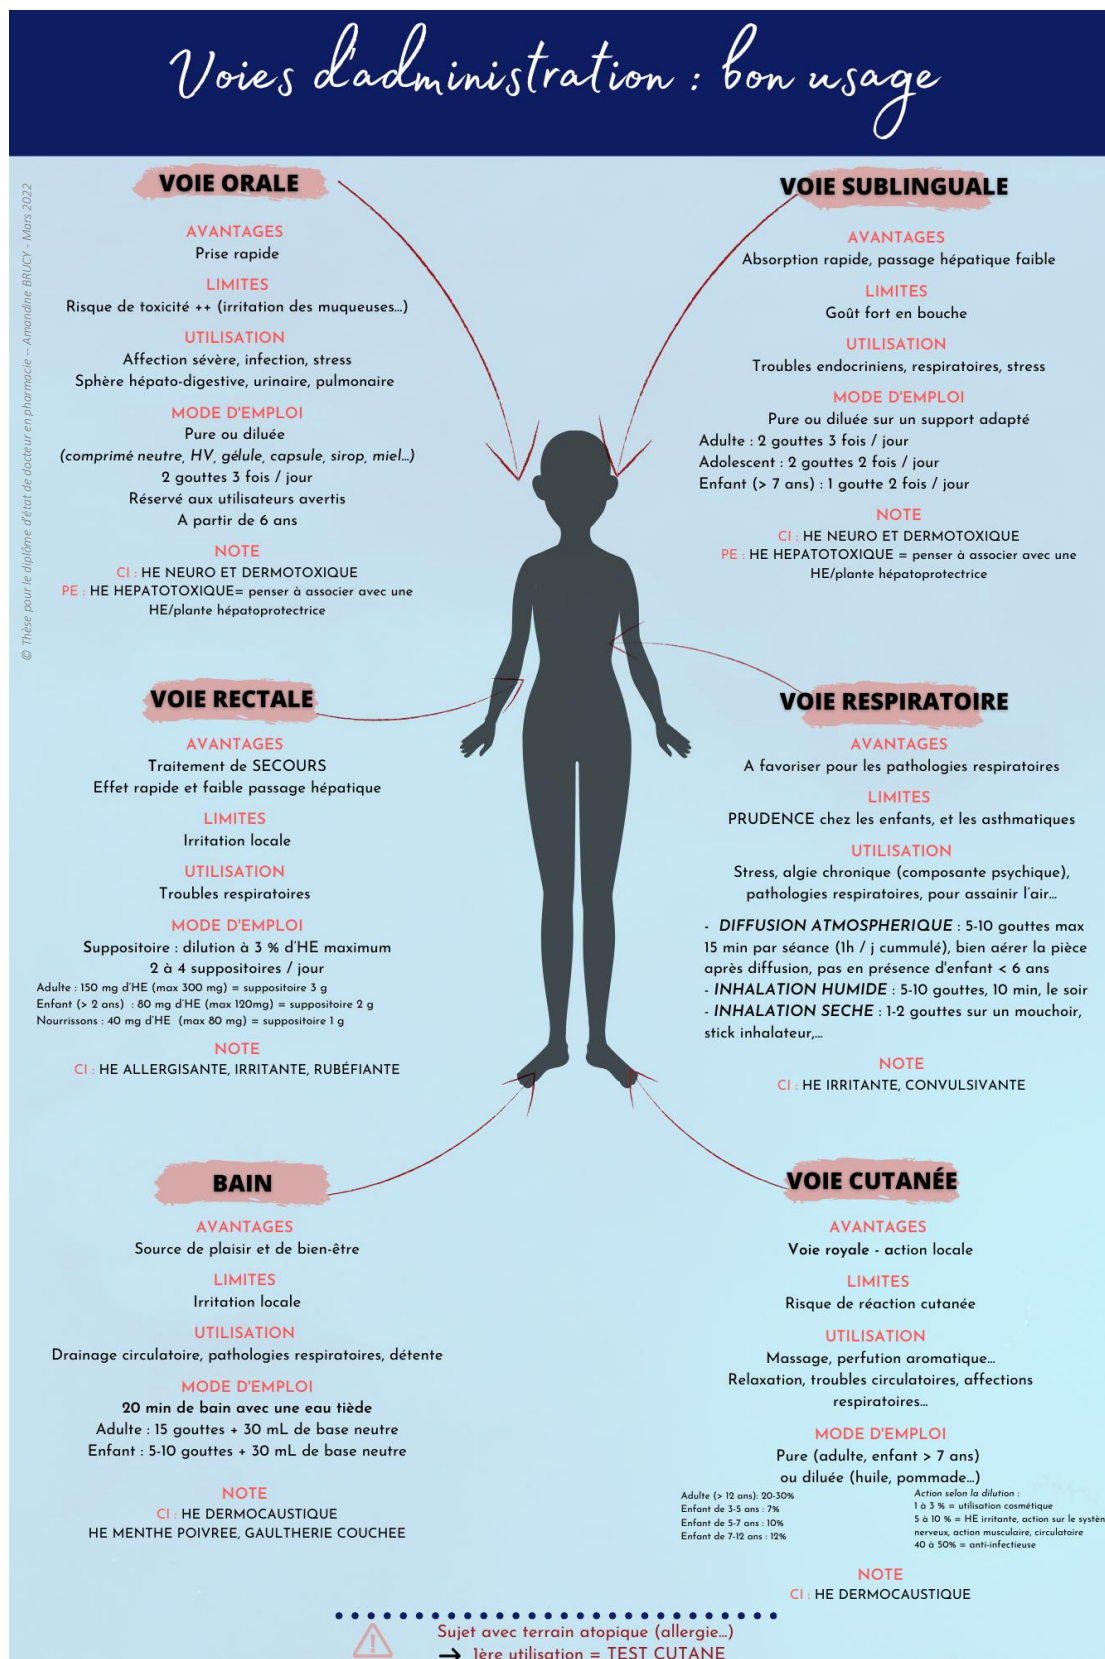 Voies d'administration : bon usage
© Thèse pour le diplôme d'état de docteur en pharmacie -- Amandine BRUCY - Mars 2022
VOIE ORALE
AVANTAGES
Prise rapide
LIMITES
Risque de toxicité ++ (irritation des muqueuses...)
UTILISATION
Affection sévère, infection, stress
Sphère hépato-digestive, urinaire, pulmonaire
MODE D'EMPLOI
Pure ou diluée
(comprimé neutre, HV, gélule, capsule, sirop, miel...)
2 gouttes 3 fois / jour
Réservé aux utilisateurs avertis
A partir de 6 ans
NOTE
CI : HE NEURO ET DERMOTOXIQUE
PE : HE HEPATOTOXIQUE= penser à associer avec une
HE/plante hépatoprotectrice
VOIE SUBLINGUALE
AVANTAGES
Absorption rapide, passage hépatique faible
LIMITES
Goût fort en bouche
UTILISATION
Troubles endocriniens, respiratoires, stress
MODE D'EMPLOI
Pure ou diluée sur un support adapté
Adulte : 2 gouttes 3 fois / jour
Adolescent : 2 gouttes 2 fois / jour
Enfant (> 7 ans) : 1 goutte 2 fois / jour
NOTE
CI : HE NEURO ET DERMOTOXIQUE
PE : HE HEPATOTOXIQUE = penser à associer avec une
HE/plante hépatoprotectrice
VOIE RECTALE
AVANTAGES
Traitement de SECOURS
Effet rapide et faible passage hépatique
LIMITES
Irritation locale
UTILISATION
Troubles respiratoires
MODE D'EMPLOI
Suppositoire : dilution à 3 % d'HE maximum
2 à 4 suppositoires / jour
Adulte : 150 mg d'HE (max 300 mg) = suppositoire 3 g
Enfant (> 2 ans) : 80 mg d'HE (max 120mg) = suppositoire 2 g
Nourrissons : 40 mg d'HE (max 80 mg) = suppositoire 1 g
NOTE
CI : HE ALLERGISANTE, IRRITANTE, RUBÉFIANTE
VOIE RESPIRATOIRE
AVANTAGES
A favoriser pour les pathologies respiratoires
LIMITES
PRUDENCE chez les enfants, et les asthmatiques
UTILISATION
Stress, algie chronique (composante psychique),
pathologies respiratoires, pour assainir l'air...
- DIFFUSION ATMOSPHERIQUE : 5-10 gouttes max
15 min par séance (1h / j cummulé), bien aérer la pièce
après diffusion, pas en présence d'enfant < 6 ans
- INHALATION HUMIDE : 5-10 gouttes, 10 min, le soir
- INHALATION SECHE : 1-2 gouttes sur un mouchoir,
stick inhalateur,...
NOTE
CI : HE IRRITANTE, CONVULSIVANTE
BAIN
AVANTAGES
Source de plaisir et de bien-être
LIMITES
Irritation locale
UTILISATION
Drainage circulatoire, pathologies respiratoires, détente
MODE D'EMPLOI
20 min de bain avec une eau tiède
Adulte : 15 gouttes + 30 mL de base neutre
Enfant : 5-10 gouttes + 30 mL de base neutre
NOTE
CI : HE DERMOCAUSTIQUE
HE MENTHE POIVREE, GAULTHERIE COUCHEE
VOIE CUTANÉE
AVANTAGES
Voie royale - action locale
LIMITES
Risque de réaction cutanée
UTILISATION
Massage, perfution aromatique...
Relaxation, troubles circulatoires, affections
respiratoires...
MODE D'EMPLOI
Pure (adulte, enfant > 7 ans)
ou diluée (huile, pommade...)
Adulte (> 12 ans): 20-30%
Enfant de 3-5 ans : 7%
Enfant de 5-7 ans : 10%
Enfant de 7-12 ans : 12%
Action selon la dilution :
1 à 3 % = utilisation cosmétique
5 à 10 % = HE irritante, action sur le systèn
nerveux, action musculaire, circulatoire
40 à 50% = anti-infectieuse
NOTE
CI : HE DERMOCAUSTIQUE
Sujet avec terrain atopique (allergie...)
→ 1ère utilisation = TEST CUTANE